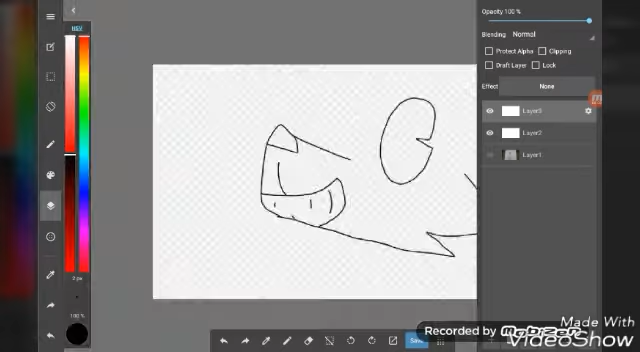 HSV
Opacity 100 %
Blending Normal
Protect Alpha Clipping
Draft Layer Lock
Effect None
Layer3
Layer2
Layer1
2 px
100 %
Made With
VideoShow
Recorded by Mobizen